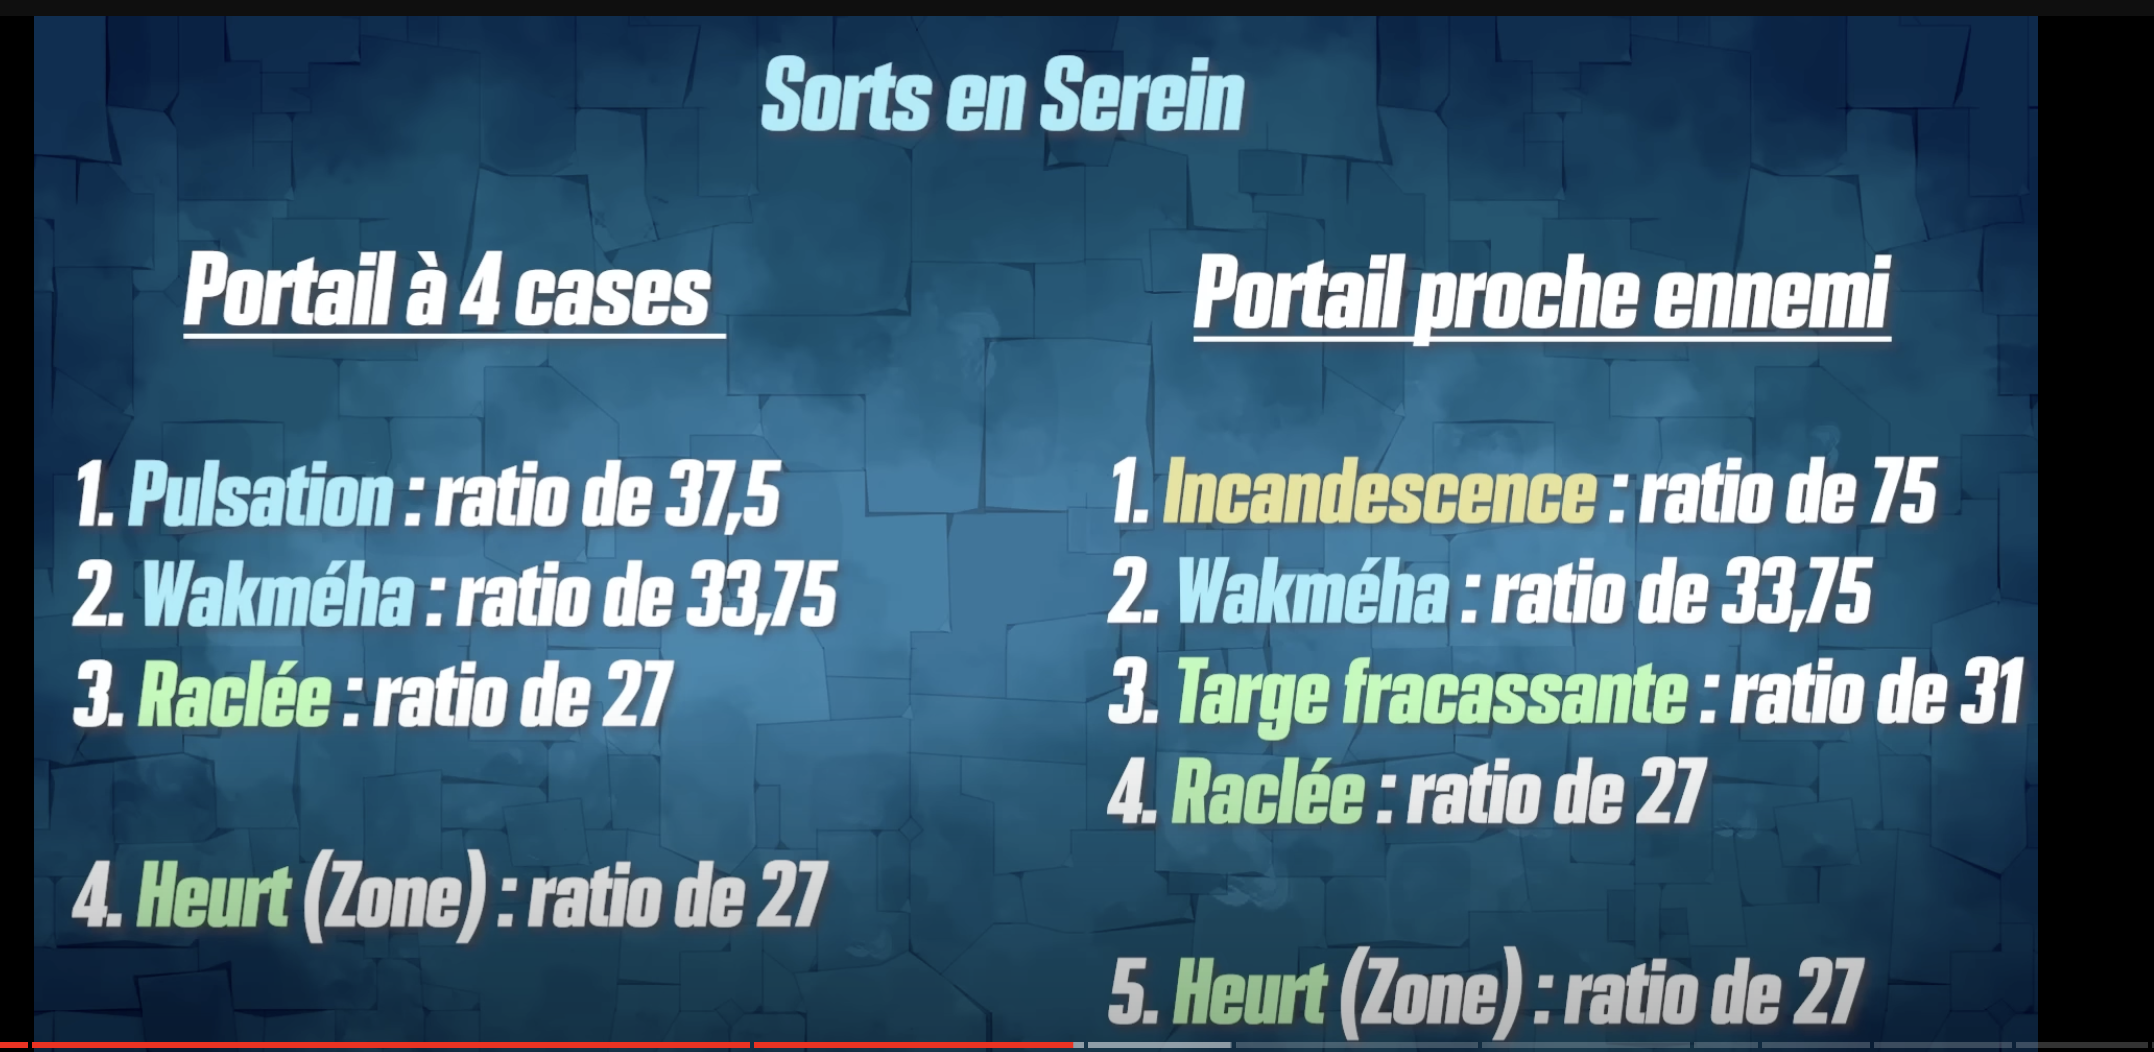 Sorts en Serein
Portail à 4 cases
1. Pulsation : ratio de 37,5
2. Wakméha : ratio de 33,75
3. Raclée : ratio de 27
4. Heurt (Zone) : ratio de 27
Portail proche ennemi
1. Incandescence : ratio de 75
2. Wakméha : ratio de 33,75
3. Targe fracassante : ratio de 31
4. Raclée : ratio de 27
5. Heurt (Zone) : ratio de 27